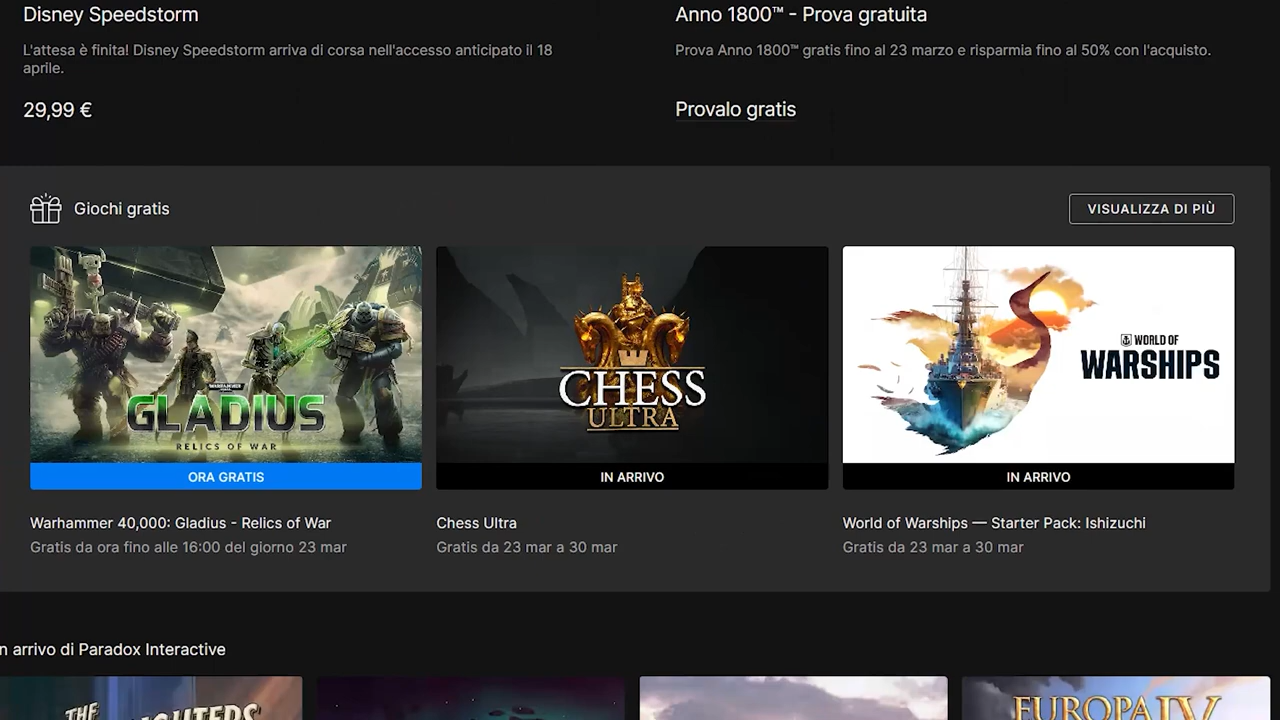 Disney Speedstorm
L'attesa è finita! Disney Speedstorm arriva di corsa nell'accesso anticipato il 18
aprile.
29,99 €
Anno 1800™ - Prova gratuita
Prova Anno 1800™ gratis fino al 23 marzo e risparmia fino al 50% con l'acquisto.
Provalo gratis
Giochi gratis
VISUALIZZA DI PIÙ
GLADIUS
RELICS OF WAR
ORA GRATIS
Warhammer 40,000: Gladius - Relics of War
Gratis da ora fino alle 16:00 del giorno 23 mar
CHESS
ULTRA
IN ARRIVO
Chess Ultra
Gratis da 23 mar a 30 mar
WORLD OF
WARSHIPS
IN ARRIVO
World of Warships — Starter Pack: Ishizuchi
Gratis da 23 mar a 30 mar
n arrivo di Paradox Interactive
THE
EUROPA IV